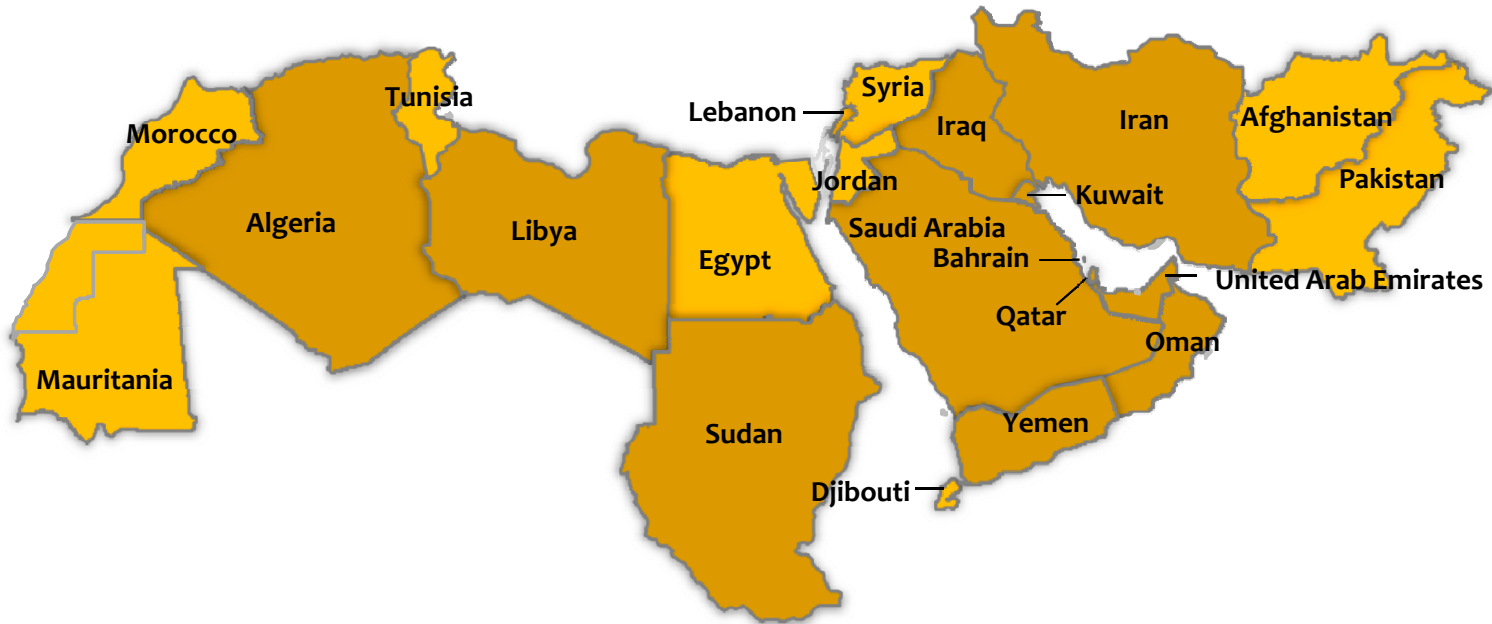 Syria
Tunisia
Lebanon
Morocco
Iraq
Iran
Afghanistan
Jordan
Pakistan
Kuwait
Algeria
Libya
Saudi Arabia
Egypt
Bahrain
United Arab Emirates
Qatar
Oman
Mauritania
Yemen
Sudan
Djibouti